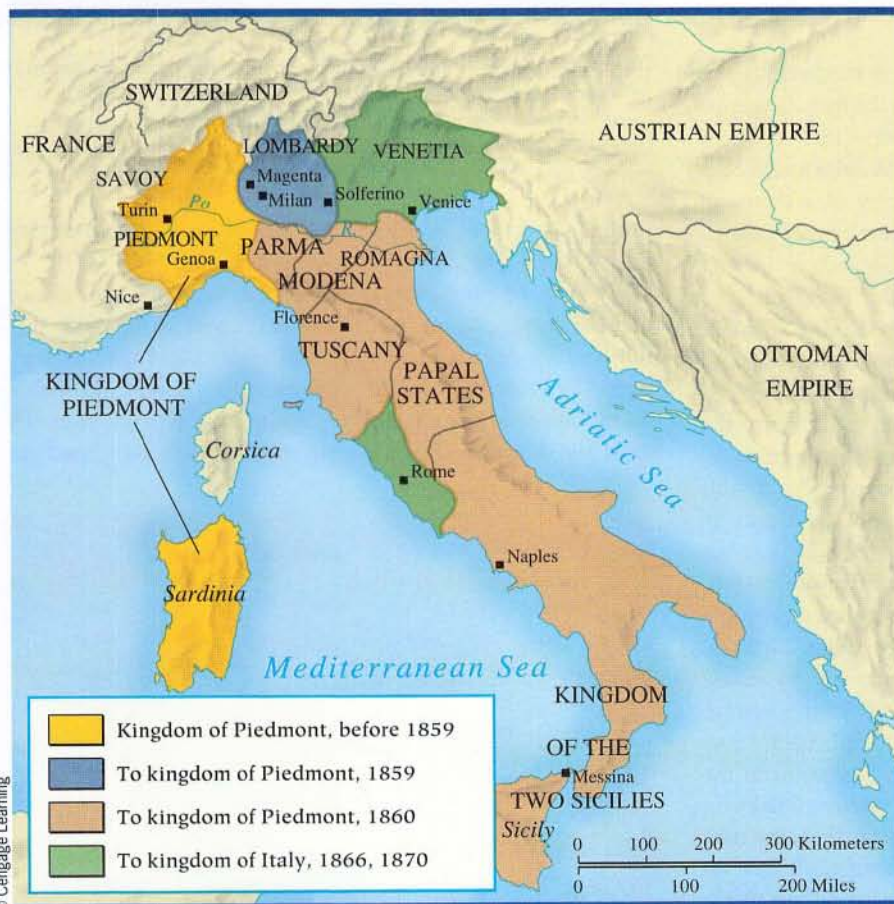 SWITZERLAND
FRANCE
AUSTRIAN EMPIRE
LOMBARDY
VENETIA
SAVOY
Magenta
Milan
Solferino
Venice
Turin
Po
R.
PIEDMONT
PARMA
ROMAGNA
Genoa
MODENA
Nice
Florence
TUSCANY
OTTOMAN
EMPIRE
PAPAL
STATES
KINGDOM OF
PIEDMONT
Adriatic Sea
Corsica
Rome
Naples
Sardinia
Mediterranean Sea
KINGDOM
OF THE
Messina
TWO SICILIES
Sicily
Kingdom of Piedmont, before 1859
To kingdom of Piedmont, 1859
To kingdom of Piedmont, 1860
To kingdom of Italy, 1866, 1870
0 100 200 300 Kilometers
0 100 200 Miles
© Cengage Learning